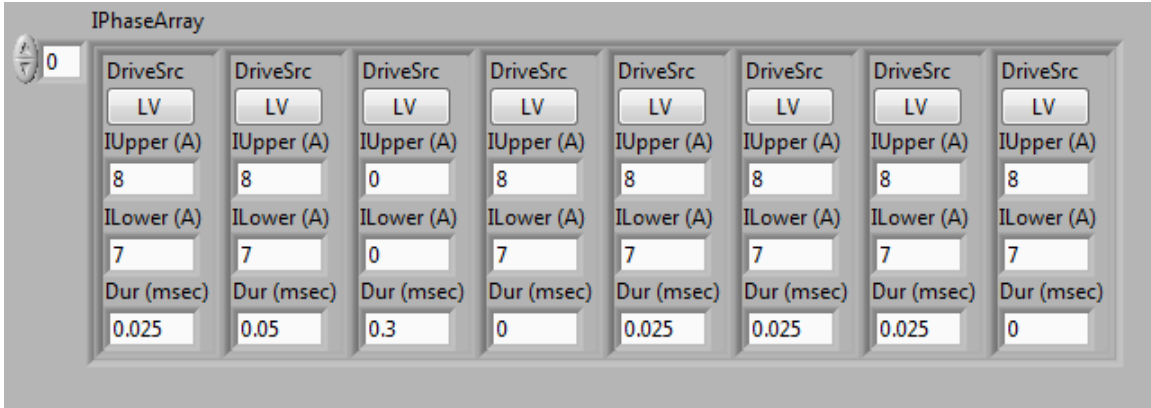 IPhaseArray
0
DriveSrc DriveSrc DriveSrc DriveSrc DriveSrc DriveSrc DriveSrc DriveSrc
LV LV LV LV LV LV LV LV
IUpper (A) IUpper (A) IUpper (A) IUpper (A) IUpper (A) IUpper (A) IUpper (A) IUpper (A)
8 8 0 8 8 8 8 8
ILower (A) ILower (A) ILower (A) ILower (A) ILower (A) ILower (A) ILower (A) ILower (A)
7 7 0 7 7 7 7 7
Dur (msec) Dur (msec) Dur (msec) Dur (msec) Dur (msec) Dur (msec) Dur (msec) Dur (msec)
0.025 0.05 0.3 0 0.025 0.025 0.025 0